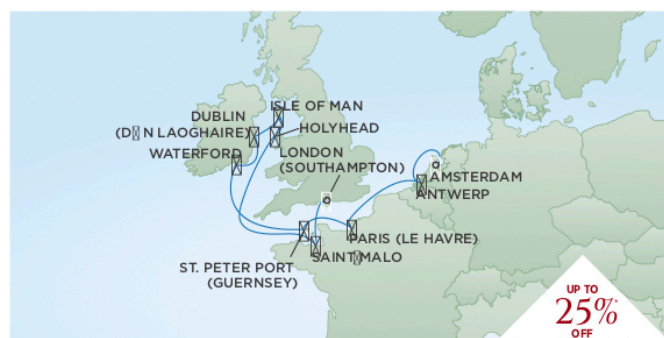 ISLE OF MAN
DUBLIN
(D▯N LAOGHAIRE)
HOLYHEAD
WATERFORD
LONDON
(SOUTHAMPTON)
AMSTERDAM
ANTWERP
PARIS (LE HAVRE)
SAINT▯MALO
ST. PETER PORT
(GUERNSEY)
UP TO
25%*
OFF